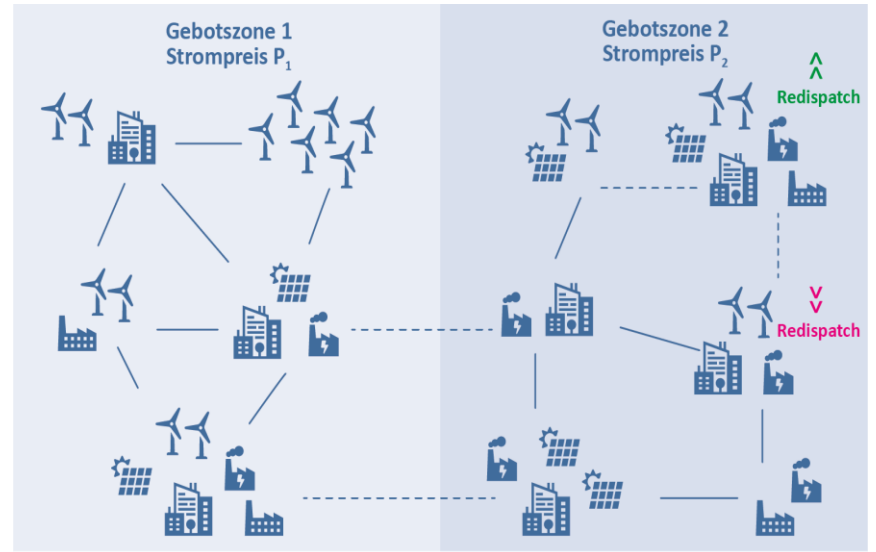 Gebotszone 1
Strompreis P₁
Gebotszone 2
Strompreis P₂
Redispatch
Redispatch